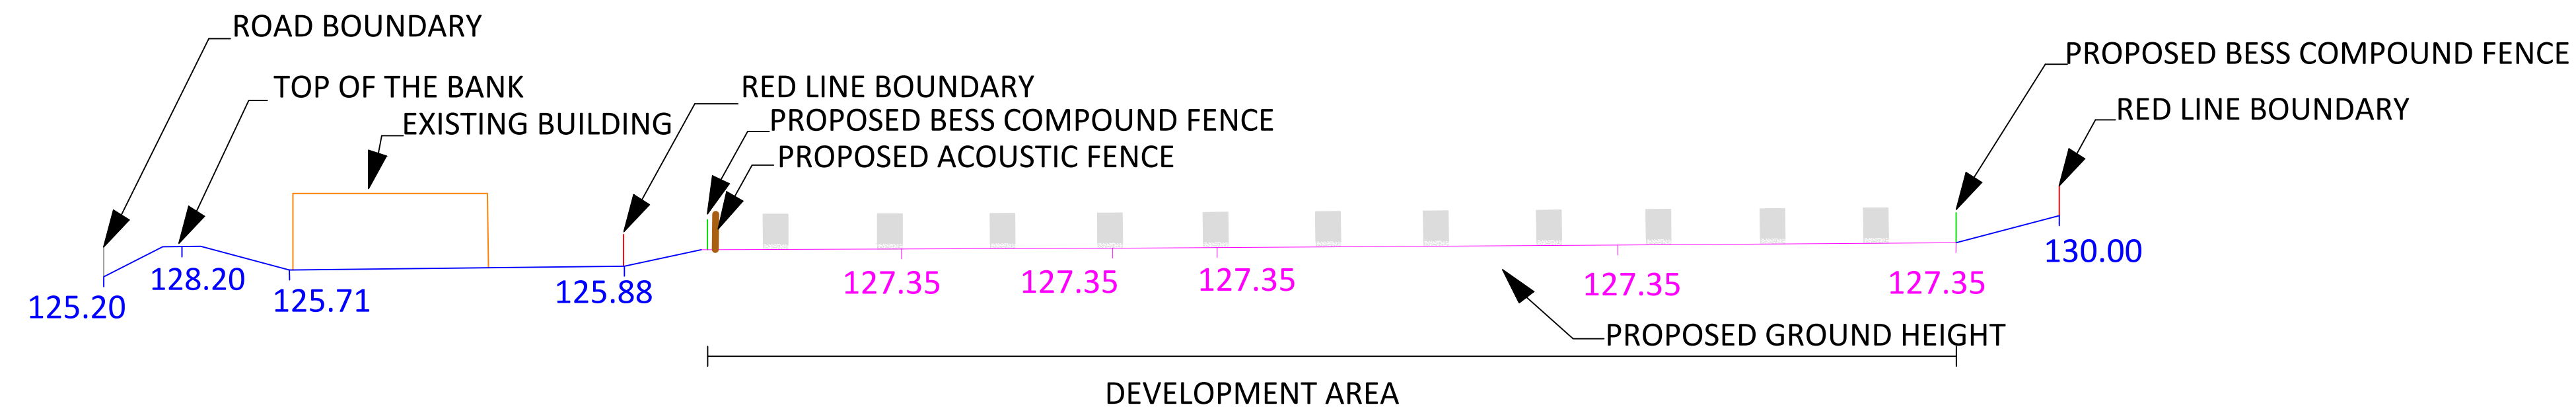 ROAD BOUNDARY
TOP OF THE BANK
EXISTING BUILDING
RED LINE BOUNDARY
PROPOSED BESS COMPOUND FENCE
PROPOSED ACOUSTIC FENCE
PROPOSED BESS COMPOUND FENCE
RED LINE BOUNDARY
125.20
128.20
125.71
125.88
127.35
127.35
127.35
127.35
127.35
130.00
PROPOSED GROUND HEIGHT
DEVELOPMENT AREA